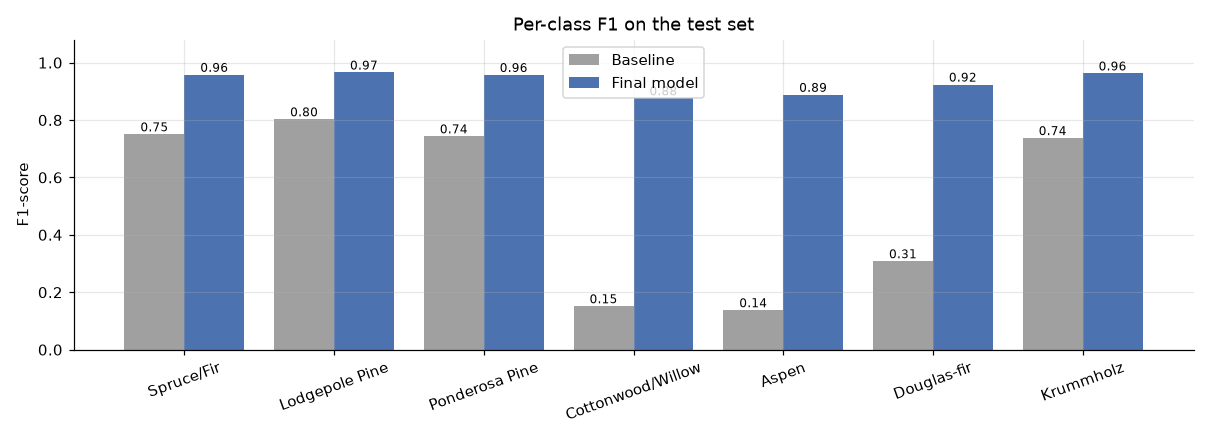 Per-class F1 on the test set
Baseline
Final model
F1-score
1.0
0.8
0.6
0.4
0.2
0.0
0.75
0.96
0.80
0.97
0.74
0.96
0.15
0.88
0.14
0.89
0.31
0.92
0.74
0.96
Spruce/Fir
Lodgepole Pine
Ponderosa Pine
Cottonwood/Willow
Aspen
Douglas-fir
Krummholz